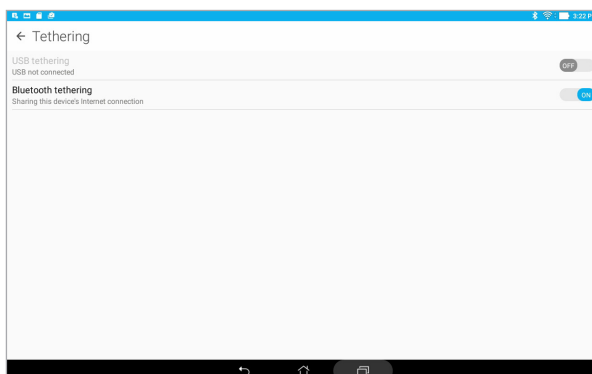 3:22 P
Tethering
USB tethering
USB not connected
OFF
Bluetooth tethering
Sharing this device's Internet connection
ON